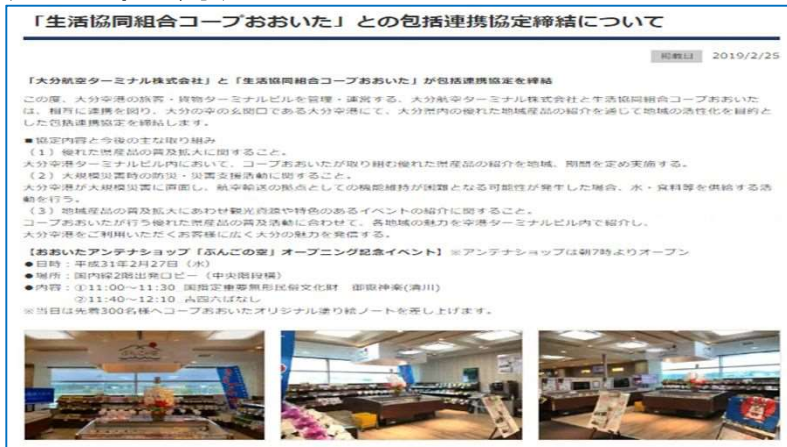 「生活協同組合コープおおいた」との包括連携協定締結について
掲載日 2019/2/25
「大分航空ターミナル株式会社」と「生活協同組合コープおおいた」が包括連携協定を締結
この度、大分空港の旅客・貨物ターミナルビルを管理・運営する、大分航空ターミナル株式会社と生活協同組合コープおおいた
は、相互に連携を図り、大分の空の玄関口である大分空港にて、大分県内の優れた地域産品の紹介を通じて地域の活性化を目的と
した包括連携協定を締結します。
■協定内容と今後の主な取り組み
(1)優れた県産品の普及拡大に関すること。
大分空港ターミナルビル内において、コープおおいたが取り組む優れた県産品の紹介を地域、期間を定め実施する。
(2)大規模災害時の防災・災害支援活動に関すること。
大分空港が大規模災害に直面し、航空輸送の拠点としての機能維持が困難となる可能性が発生した場合、水・食料等を供給する活
動を行う。
(3)地域産品の普及拡大にあわせ観光資源や特色のあるイベントの紹介に関すること。
コープおおいたが行う優れた県産品の普及活動に合わせて、各地域の魅力を空港ターミナルビル内で紹介し、
大分空港をご利用いただくお客様に広く大分の魅力を発信する。
【おおいたアンテナショップ「ぶんごの空」オープニング記念イベント】※アンテナショップは朝7時よりオープン
●日時:平成31年2月27日(水)
●場所:国内線2階出発ロビー(中央階段横)
●内容:①11:00~11:30 国指定重要無形民俗文化財 御嶽神楽(清川)
②11:40~12:10 吉四六ばなし
※当日は先着300名様へコープおおいたオリジナル塗り絵ノートを差し上げます。
ぶんごの空